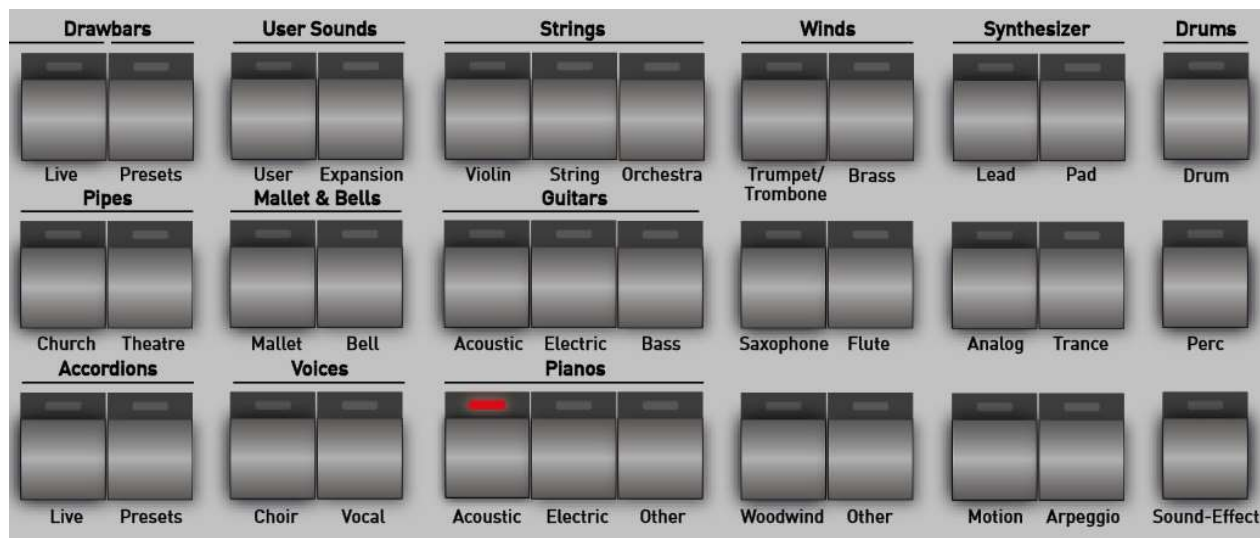 Drawbars User Sounds Strings Winds Synthesizer Drums
Live Presets User Expansion Violin String Orchestra Trumpet/ Brass Lead Pad Drum
Trombone
Pipes Mallet & Bells Guitars
Church Theatre Mallet Bell Acoustic Electric Bass Saxophone Flute Analog Trance Perc
Accordions Voices Pianos
Live Presets Choir Vocal Acoustic Electric Other Woodwind Other Motion Arpeggio Sound-Effect